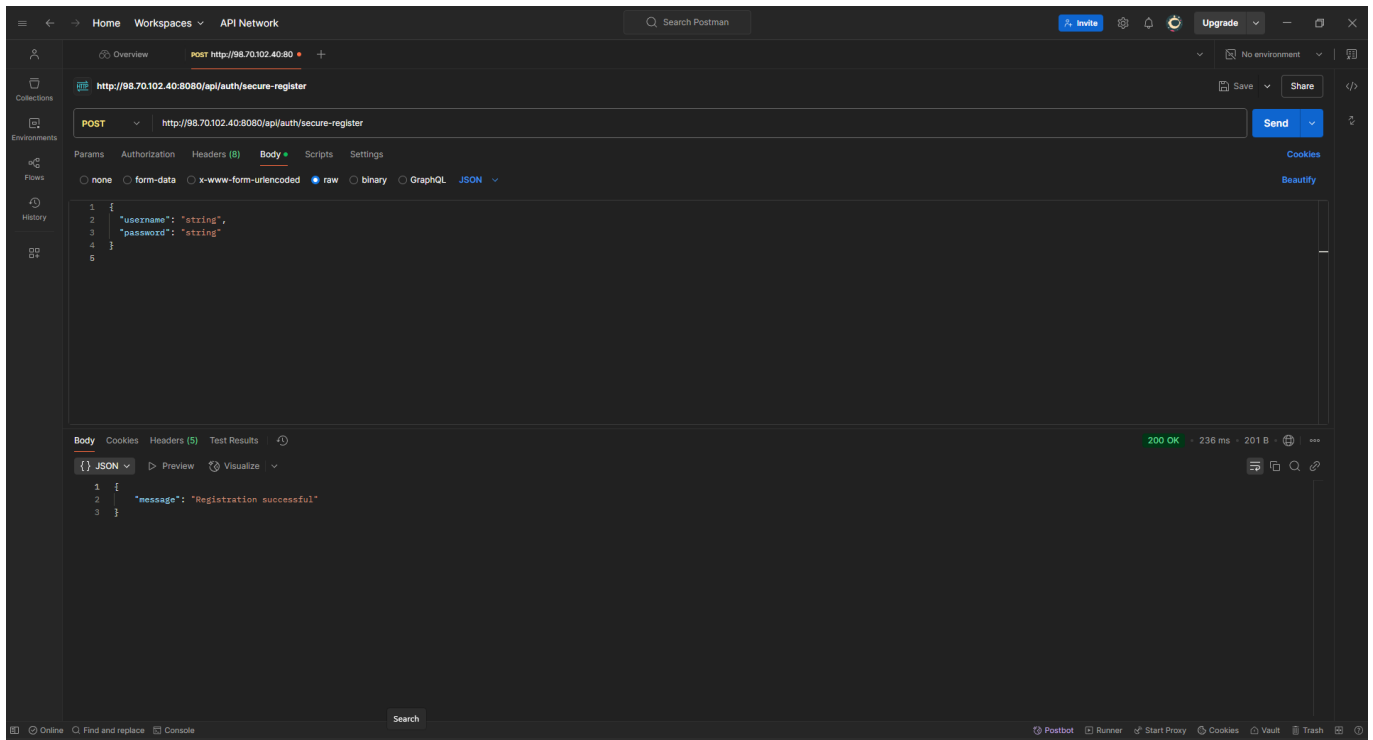 Home Workspaces API Network Search Postman Invite Upgrade
Overview POST http://98.70.102.40:80 No environment
Collections
Environments
Flows
History
HTTP http://98.70.102.40:8080/api/auth/secure-register Save Share
POST http://98.70.102.40:8080/api/auth/secure-register Send
Params Authorization Headers (8) Body Scripts Settings Cookies
none form-data x-www-form-urlencoded raw binary GraphQL JSON Beautify
1 {
2 "username": "string",
3 "password": "string"
4 }
5
Body Cookies Headers (5) Test Results 200 OK 236 ms 201 B
{} JSON Preview Visualize
1 {
2 "message": "Registration successful"
3 }
Search
Online Find and replace Console Postbot Runner Start Proxy Cookies Vault Trash